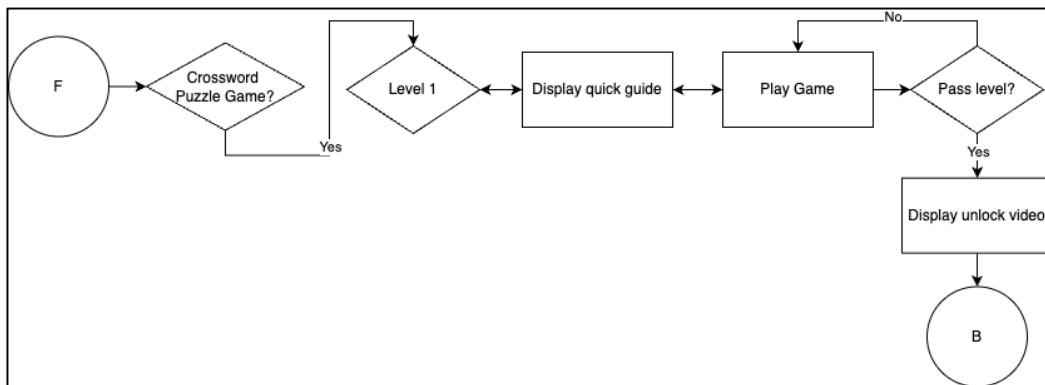 No
F
Crossword
Puzzle Game?
Level 1
Display quick guide
Play Game
Pass level?
Yes
Yes
Display unlock video
B